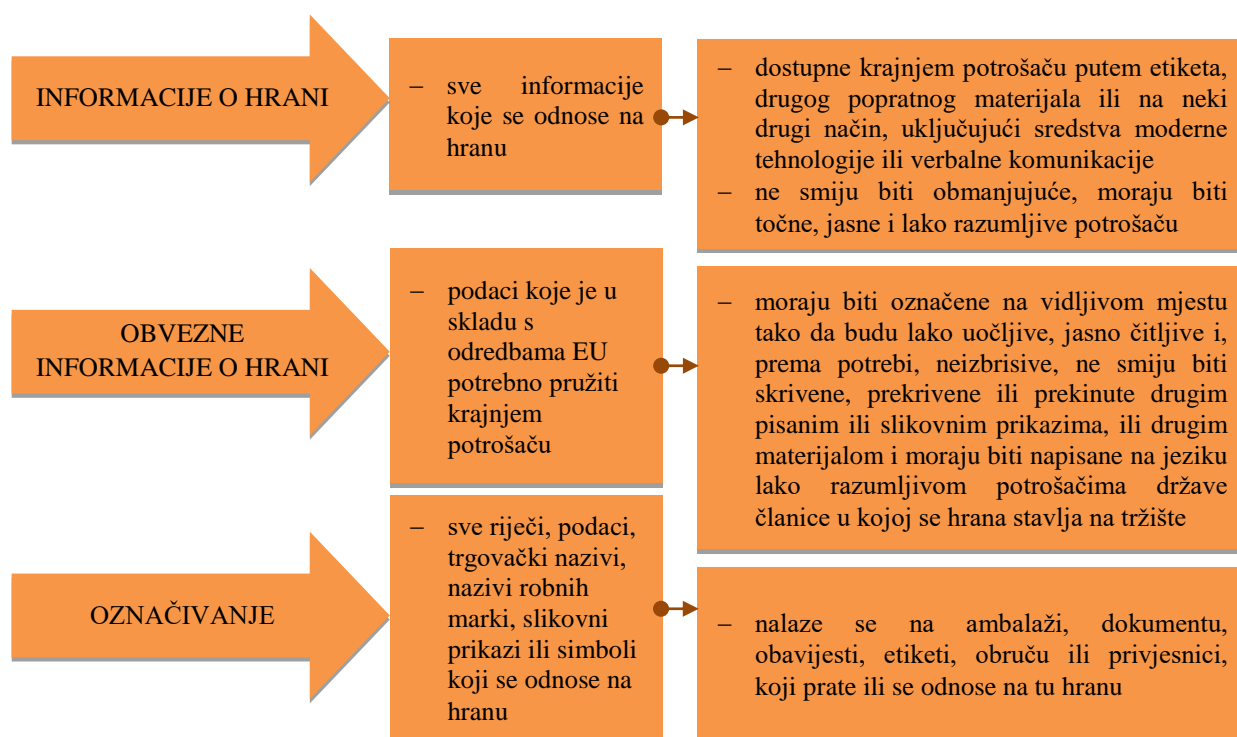 INFORMACIJE O HRANI
– sve informacije
koje se odnose na
hranu
– dostupne krajnjem potrošaču putem etiketa,
drugog popratnog materijala ili na neki
drugi način, uključujući sredstva moderne
tehnologije ili verbalne komunikacije
– ne smiju biti obmanjujuće, moraju biti
točne, jasne i lako razumljive potrošaču
OBVEZNE
INFORMACIJE O HRANI
– podaci koje je u
skladu s
odredbama EU
potrebno pružiti
krajnjem
potrošaču
– moraju biti označene na vidljivom mjestu
tako da budu lako uočljive, jasno čitljive i,
prema potrebi, neizbrisive, ne smiju biti
skrivene, prekrivene ili prekinute drugim
pisanim ili slikovnim prikazima, ili drugim
materijalom i moraju biti napisane na jeziku
lako razumljivom potrošačima države
članice u kojoj se hrana stavlja na tržište
OZNAČIVANJE
– sve riječi, podaci,
trgovački nazivi,
nazivi robnih
marki, slikovni
prikazi ili simboli
koji se odnose na
hranu
– nalaze se na ambalaži, dokumentu,
obavijesti, etiketi, obruču ili privjesnici,
koji prate ili se odnose na tu hranu